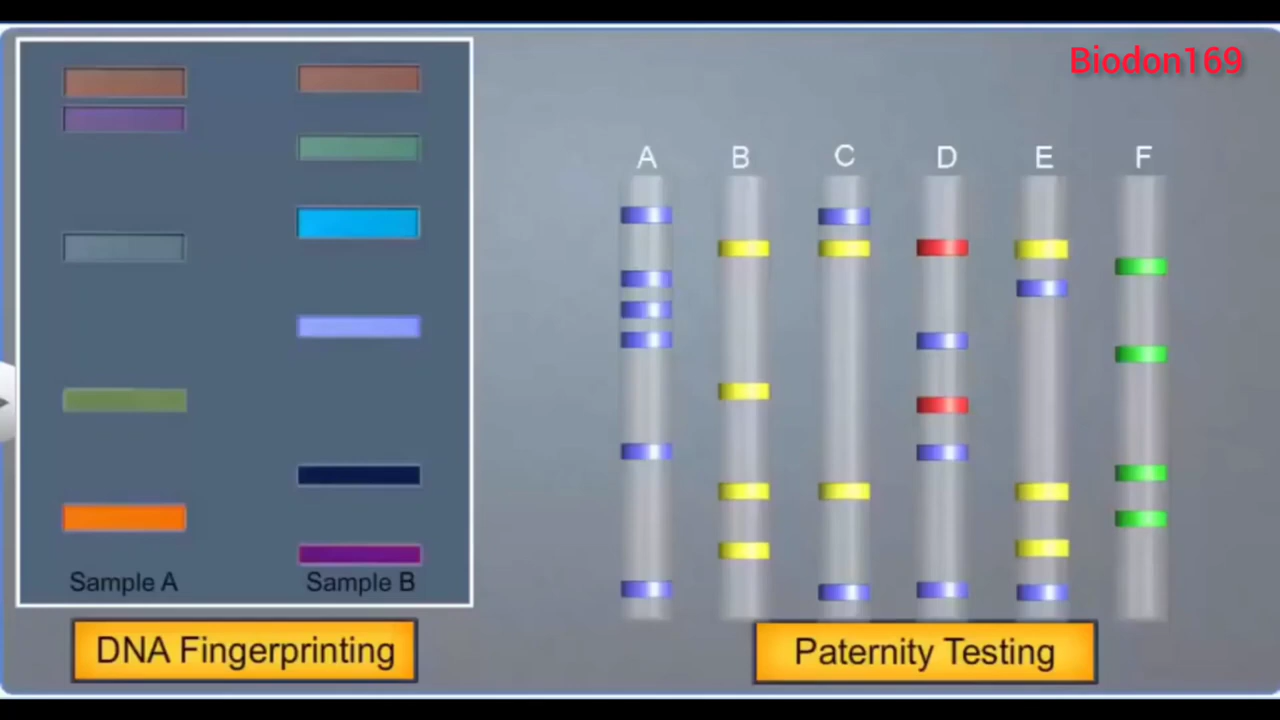 Biodon169
A B C D E F
Sample A Sample B
DNA Fingerprinting
Paternity Testing